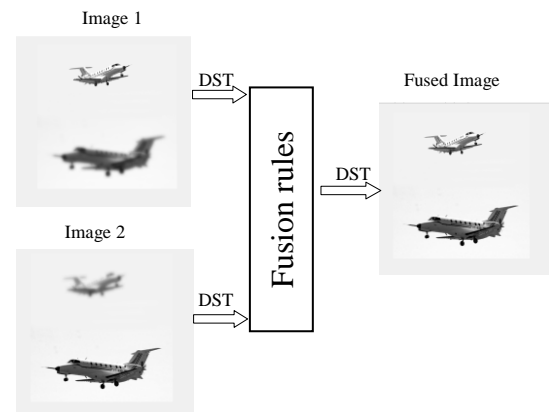 Image 1
DST
Fused Image
Fusion rules
DST
Image 2
DST